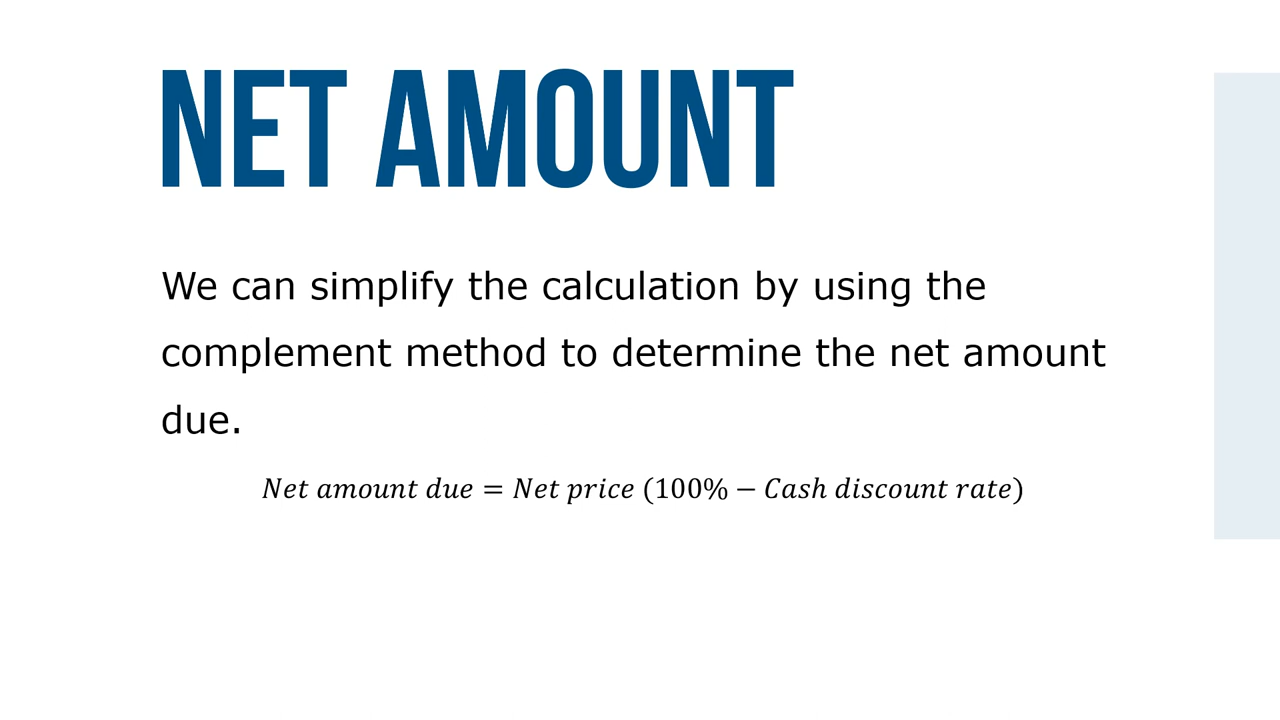 NET AMOUNT
We can simplify the calculation by using the
complement method to determine the net amount
due.
Net amount due = Net price (100% − Cash discount rate)